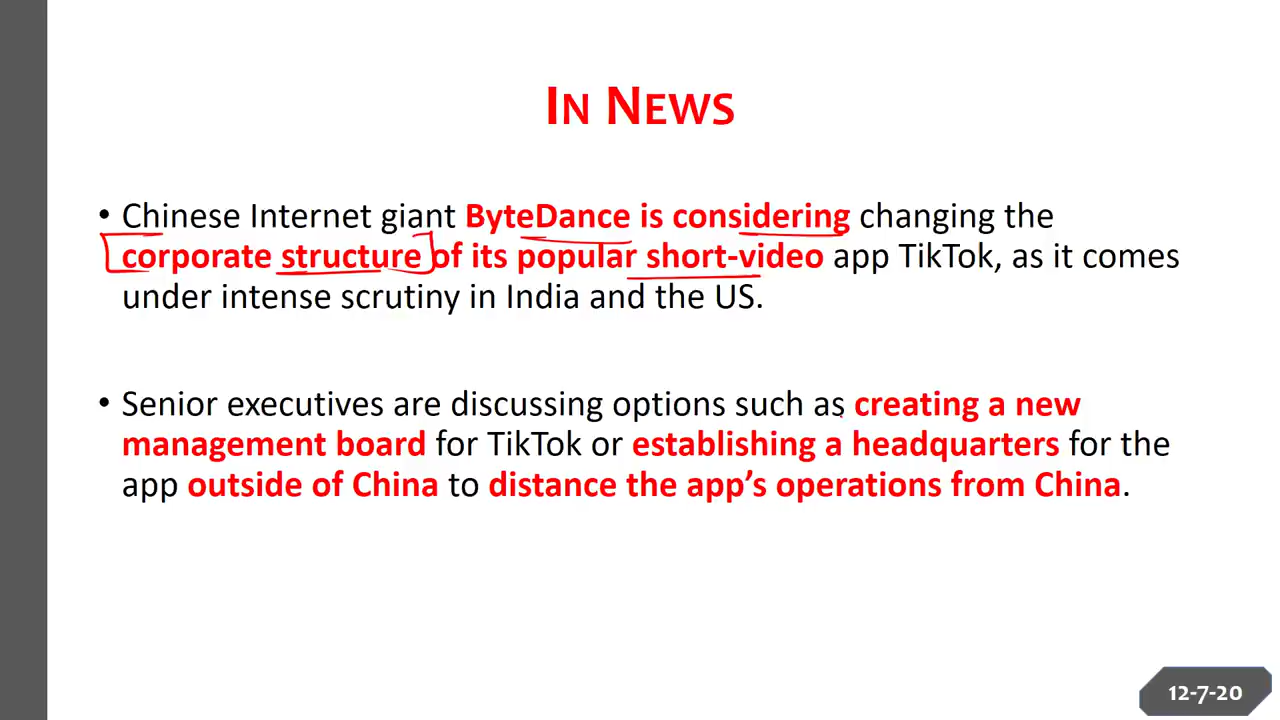 IN NEWS
• Chinese Internet giant ByteDance is considering changing the
corporate structure of its popular short-video app TikTok, as it comes
under intense scrutiny in India and the US.
• Senior executives are discussing options such as creating a new
management board for TikTok or establishing a headquarters for the
app outside of China to distance the app’s operations from China.
12-7-20